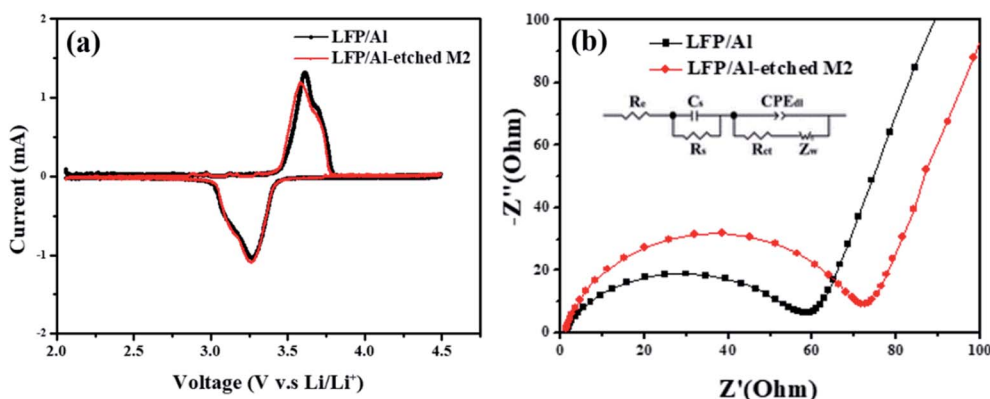 (a)
LFP/Al
LFP/Al-etched M2
Current (mA)
2
1
0
-1
-2
2.0 2.5 3.0 3.5 4.0 4.5
Voltage (V v.s Li/Li⁺)
(b)
LFP/Al
LFP/Al-etched M2
Re Cs CPEdl
Rs Rct Zw
-Z''(Ohm)
100
80
60
40
20
0
0 20 40 60 80 100
Z'(Ohm)